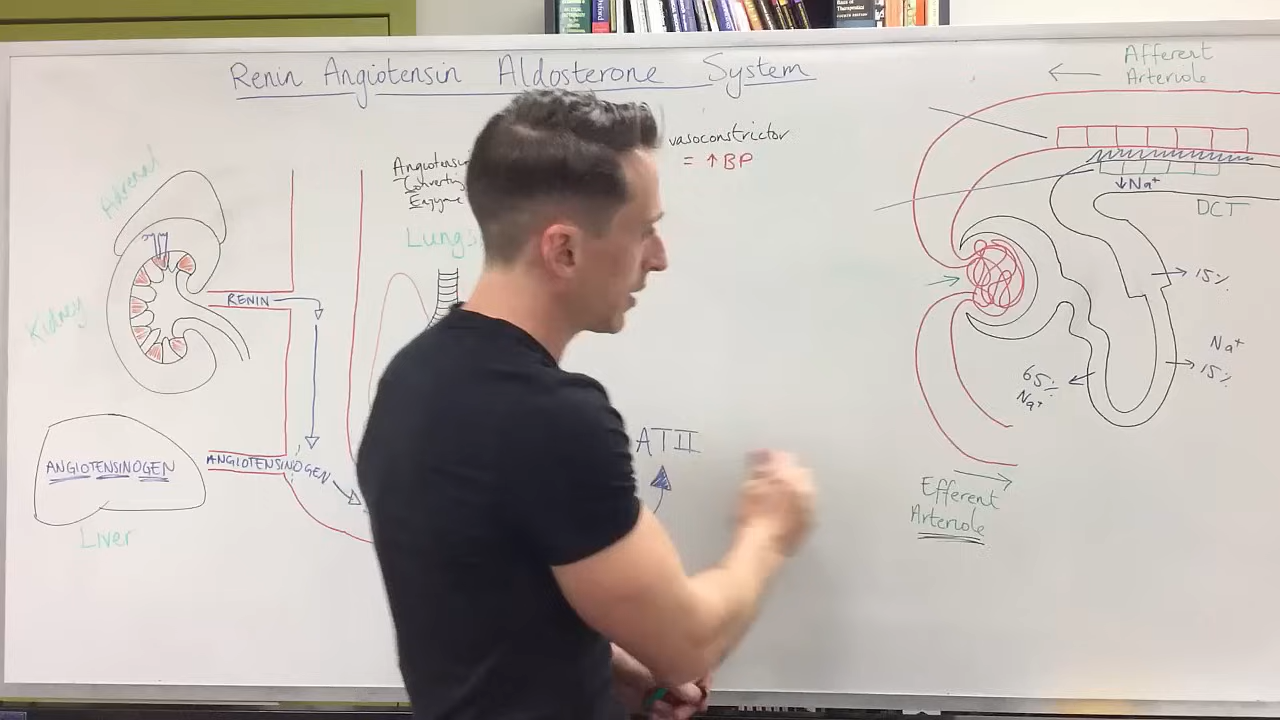 Renin Angiotensin Aldosterone System
Afferent
Arteriole
vasoconstrictor
= ↑ BP
Adrenal
Kidney
RENIN
Lungs
↓Na⁺
DCT
15%
Na⁺
15%
65%
Na⁺
ATII
ANGIOTENSINOGEN
ANGIOTENSINOGEN
Liver
Efferent
Arteriole